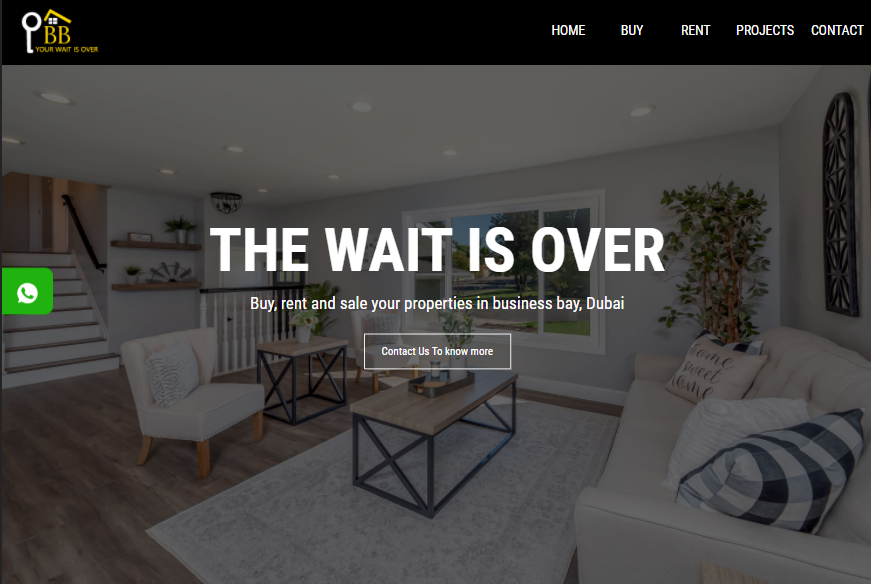 BB
YOUR WAIT IS OVER
HOME BUY RENT PROJECTS CONTACT
THE WAIT IS OVER
Buy, rent and sale your properties in business bay, Dubai
Contact Us To know more
home
sweet
home